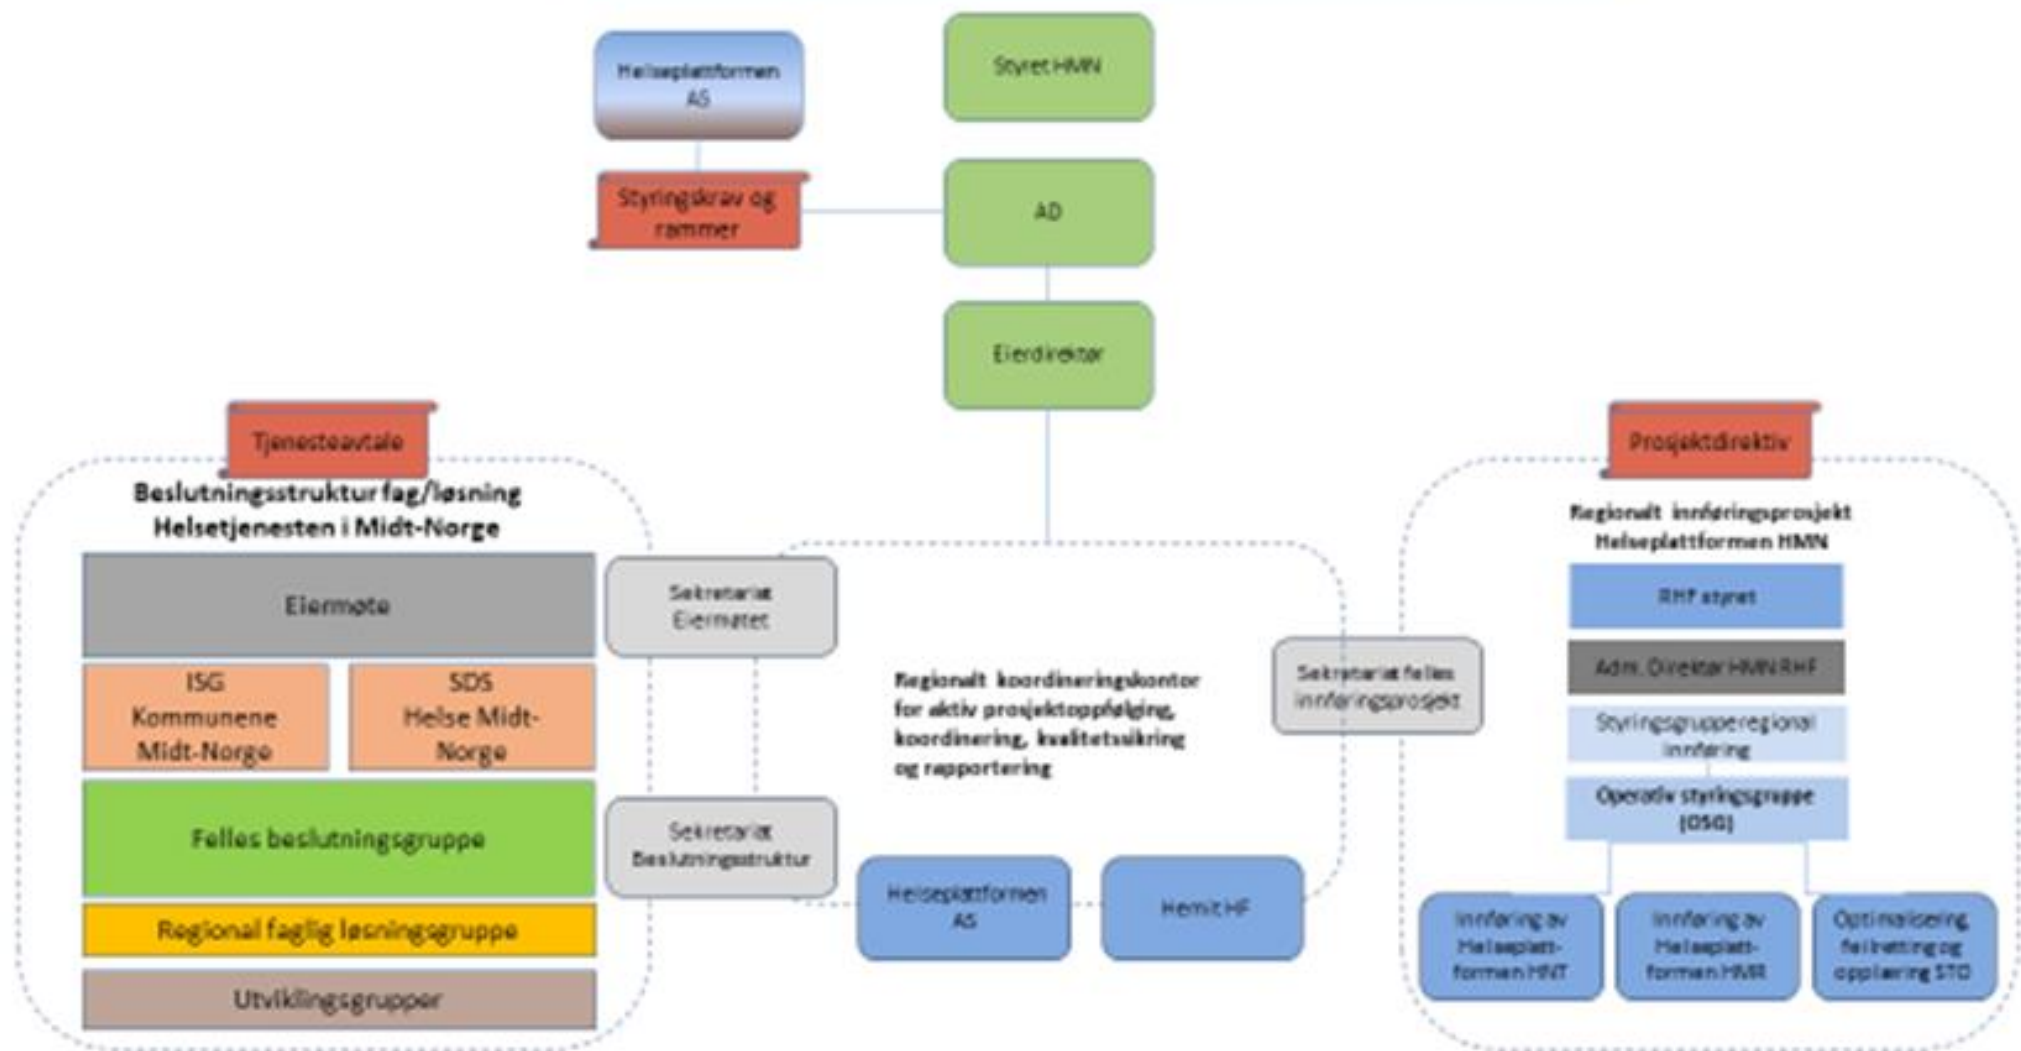 Helseplattformen
AS
Styret HMN
Styringskrav og
rammer
AD
Eierdirektør
Tjenesteavtale
Beslutningsstruktur fag/løsning
Helsetjenesten i Midt-Norge
Eiermøte
ISG
Kommunene
Midt-Norge
SDS
Helse Midt-
Norge
Felles beslutningsgruppe
Regional faglig løsningsgruppe
Utviklingsgrupper
Sekretariat
Eiermøtet
Sekretariat
Beslutningsstruktur
Regionalt koordineringskontor
for aktiv prosjektoppfølging,
koordinering, kvalitetssikring
og rapportering
Helseplattformen
AS
Hemit HF
Sekretariat felles
innføringsprosjekt
Prosjektdirektiv
Regionalt innføringsprosjekt
Helseplattformen HMN
RHF styret
Adm. Direktør HMN RHF
Styringsgruppe regional
innføring
Operativ styringsgruppe
(OSG)
Innføring av
Helseplatt-
formen HNT
Innføring av
Helseplatt-
formen HMR
Optimalisering,
feilretting og
opplæring STO